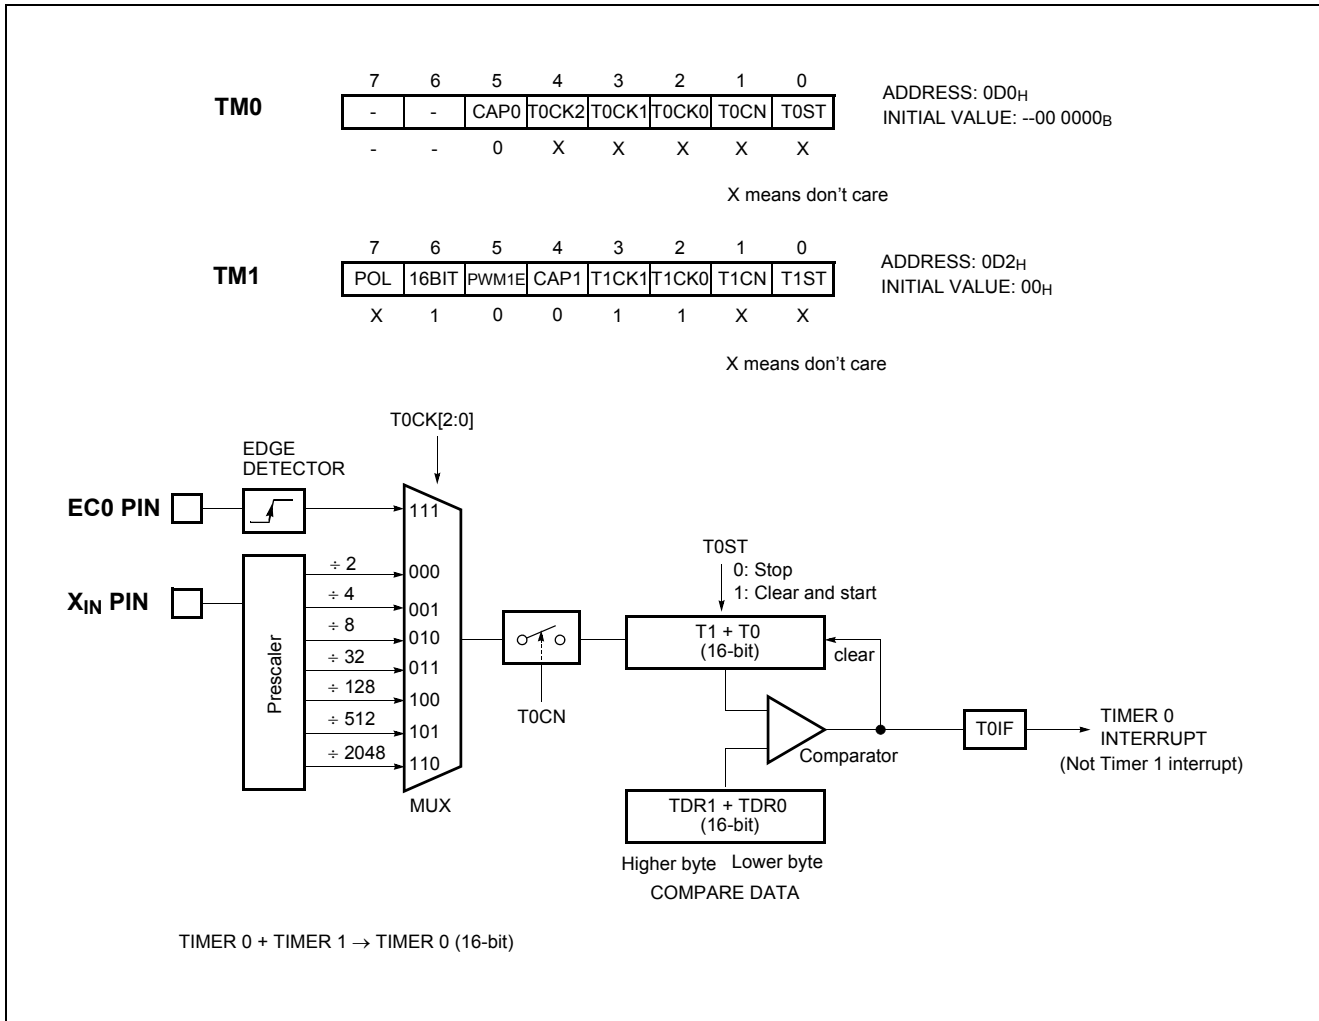 7 6 5 4 3 2 1 0
TM0 - - CAP0 T0CK2 T0CK1 T0CK0 T0CN T0ST
- - 0 X X X X X
ADDRESS: 0D0H
INITIAL VALUE: --00 0000B
X means don't care
7 6 5 4 3 2 1 0
TM1 POL 16BIT PWM1E CAP1 T1CK1 T1CK0 T1CN T1ST
X 1 0 0 1 1 X X
ADDRESS: 0D2H
INITIAL VALUE: 00H
X means don't care
T0CK[2:0]
EDGE
DETECTOR
EC0 PIN
111
XIN PIN
Prescaler
÷ 2 000
÷ 4 001
÷ 8 010
÷ 32 011
÷ 128 100
÷ 512 101
÷ 2048 110
MUX
T0CN
T0ST
0: Stop
1: Clear and start
T1 + T0
(16-bit)
clear
Comparator
T0IF
TIMER 0
INTERRUPT
(Not Timer 1 interrupt)
TDR1 + TDR0
(16-bit)
Higher byte Lower byte
COMPARE DATA
TIMER 0 + TIMER 1 → TIMER 0 (16-bit)